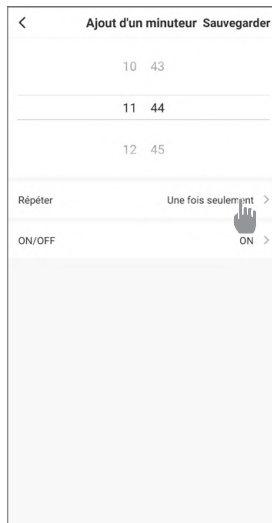 Ajout d'un minuteur Sauvegarder
10 43
11 44
12 45
Répéter Une fois seulement
ON/OFF ON